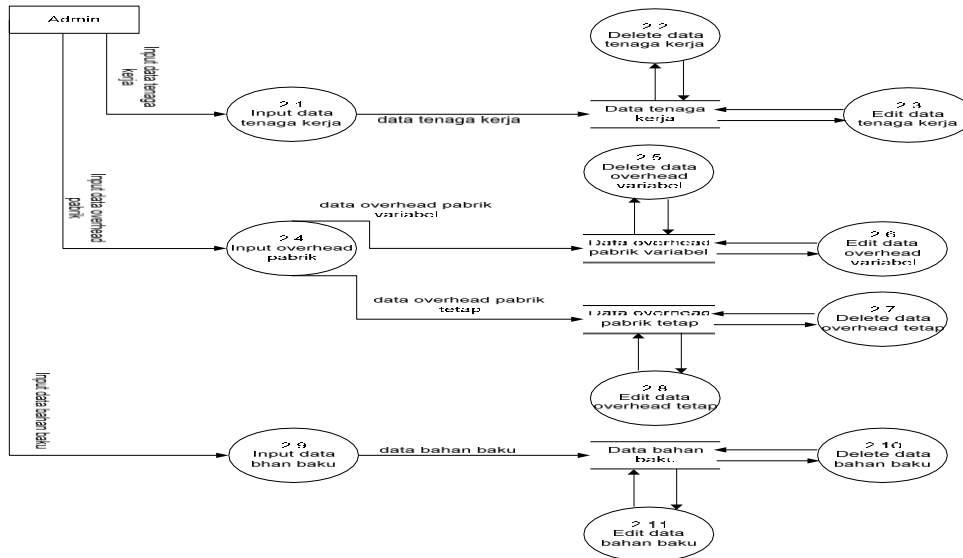 Admin
Input data tenaga
kerja
Input data overhead
pabrik
Input data bahan baku
2.1
Input data
tenaga kerja
data tenaga kerja
2.2
Delete data
tenaga kerja
Data tenaga
kerja
2.3
Edit data
tenaga kerja
2.4
Input overhead
pabrik
data overhead pabrik
variabel
2.5
Delete data
overhead
variabel
Data overhead
pabrik variabel
2.6
Edit data
overhead
variabel
data overhead pabrik
tetap
Data overhead
pabrik tetap
2.7
Delete data
overhead tetap
2.8
Edit data
overhead tetap
2.9
Input data
bhan baku
data bahan baku
Data bahan
baku
2.10
Delete data
bahan baku
2.11
Edit data
bahan baku